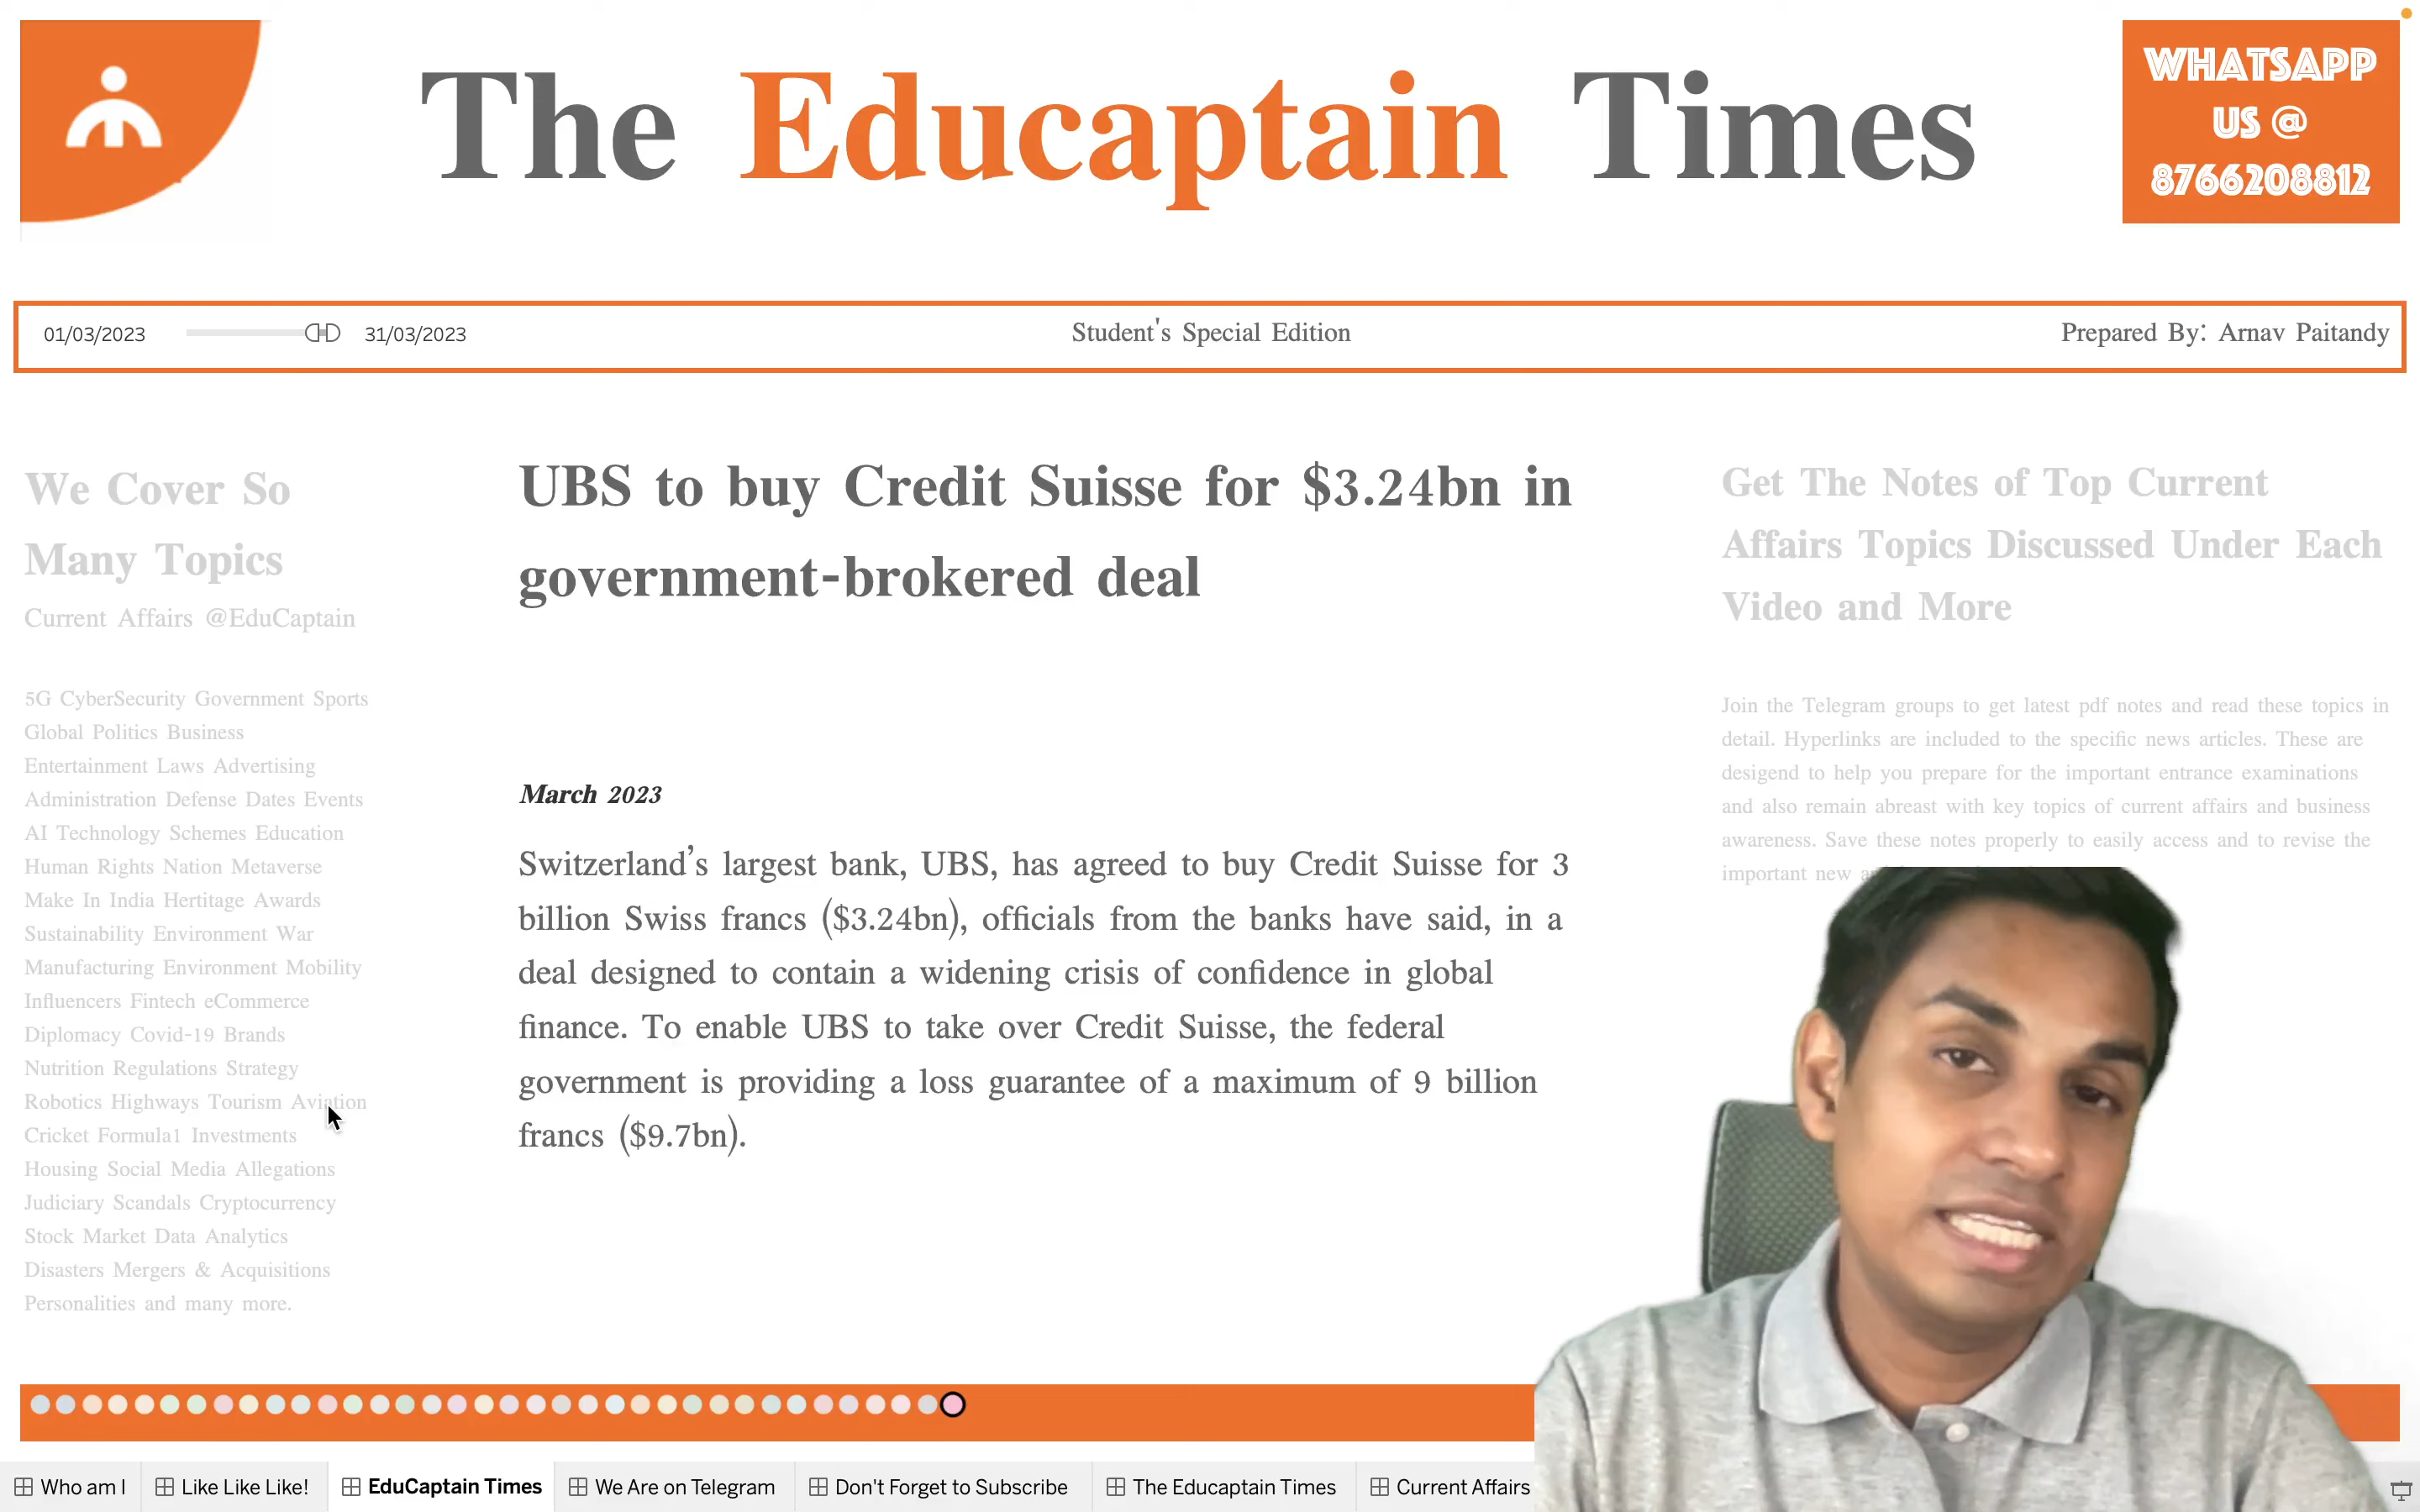 The Educaptain Times
WHATSAPP
US @
8766208812
01/03/2023
31/03/2023
Student's Special Edition
Prepared By: Arnav Paitandy
We Cover So
Many Topics
Current Affairs @EduCaptain
5G CyberSecurity Government Sports
Global Politics Business
Entertainment Laws Advertising
Administration Defense Dates Events
AI Technology Schemes Education
Human Rights Nation Metaverse
Make In India Hertitage Awards
Sustainability Environment War
Manufacturing Environment Mobility
Influencers Fintech eCommerce
Diplomacy Covid-19 Brands
Nutrition Regulations Strategy
Robotics Highways Tourism Aviation
Cricket Formula1 Investments
Housing Social Media Allegations
Judiciary Scandals Cryptocurrency
Stock Market Data Analytics
Disasters Mergers & Acquisitions
Personalities and many more.
UBS to buy Credit Suisse for $3.24bn in
government-brokered deal
March 2023
Switzerland’s largest bank, UBS, has agreed to buy Credit Suisse for 3
billion Swiss francs ($3.24bn), officials from the banks have said, in a
deal designed to contain a widening crisis of confidence in global
finance. To enable UBS to take over Credit Suisse, the federal
government is providing a loss guarantee of a maximum of 9 billion
francs ($9.7bn).
Get The Notes of Top Current
Affairs Topics Discussed Under Each
Video and More
Join the Telegram groups to get latest pdf notes and read these topics in
detail. Hyperlinks are included to the specific news articles. These are
desigend to help you prepare for the important entrance examinations
and also remain abreast with key topics of current affairs and business
awareness. Save these notes properly to easily access and to revise the
important new
Who am I
Like Like Like!
EduCaptain Times
We Are on Telegram
Don't Forget to Subscribe
The Educaptain Times
Current Affairs